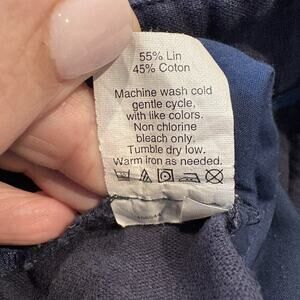 55% Lin
45% Coton
Machine wash cold
gentle cycle,
with like colors.
Non chlorine
bleach only.
Tumble dry low.
Warm iron as needed.